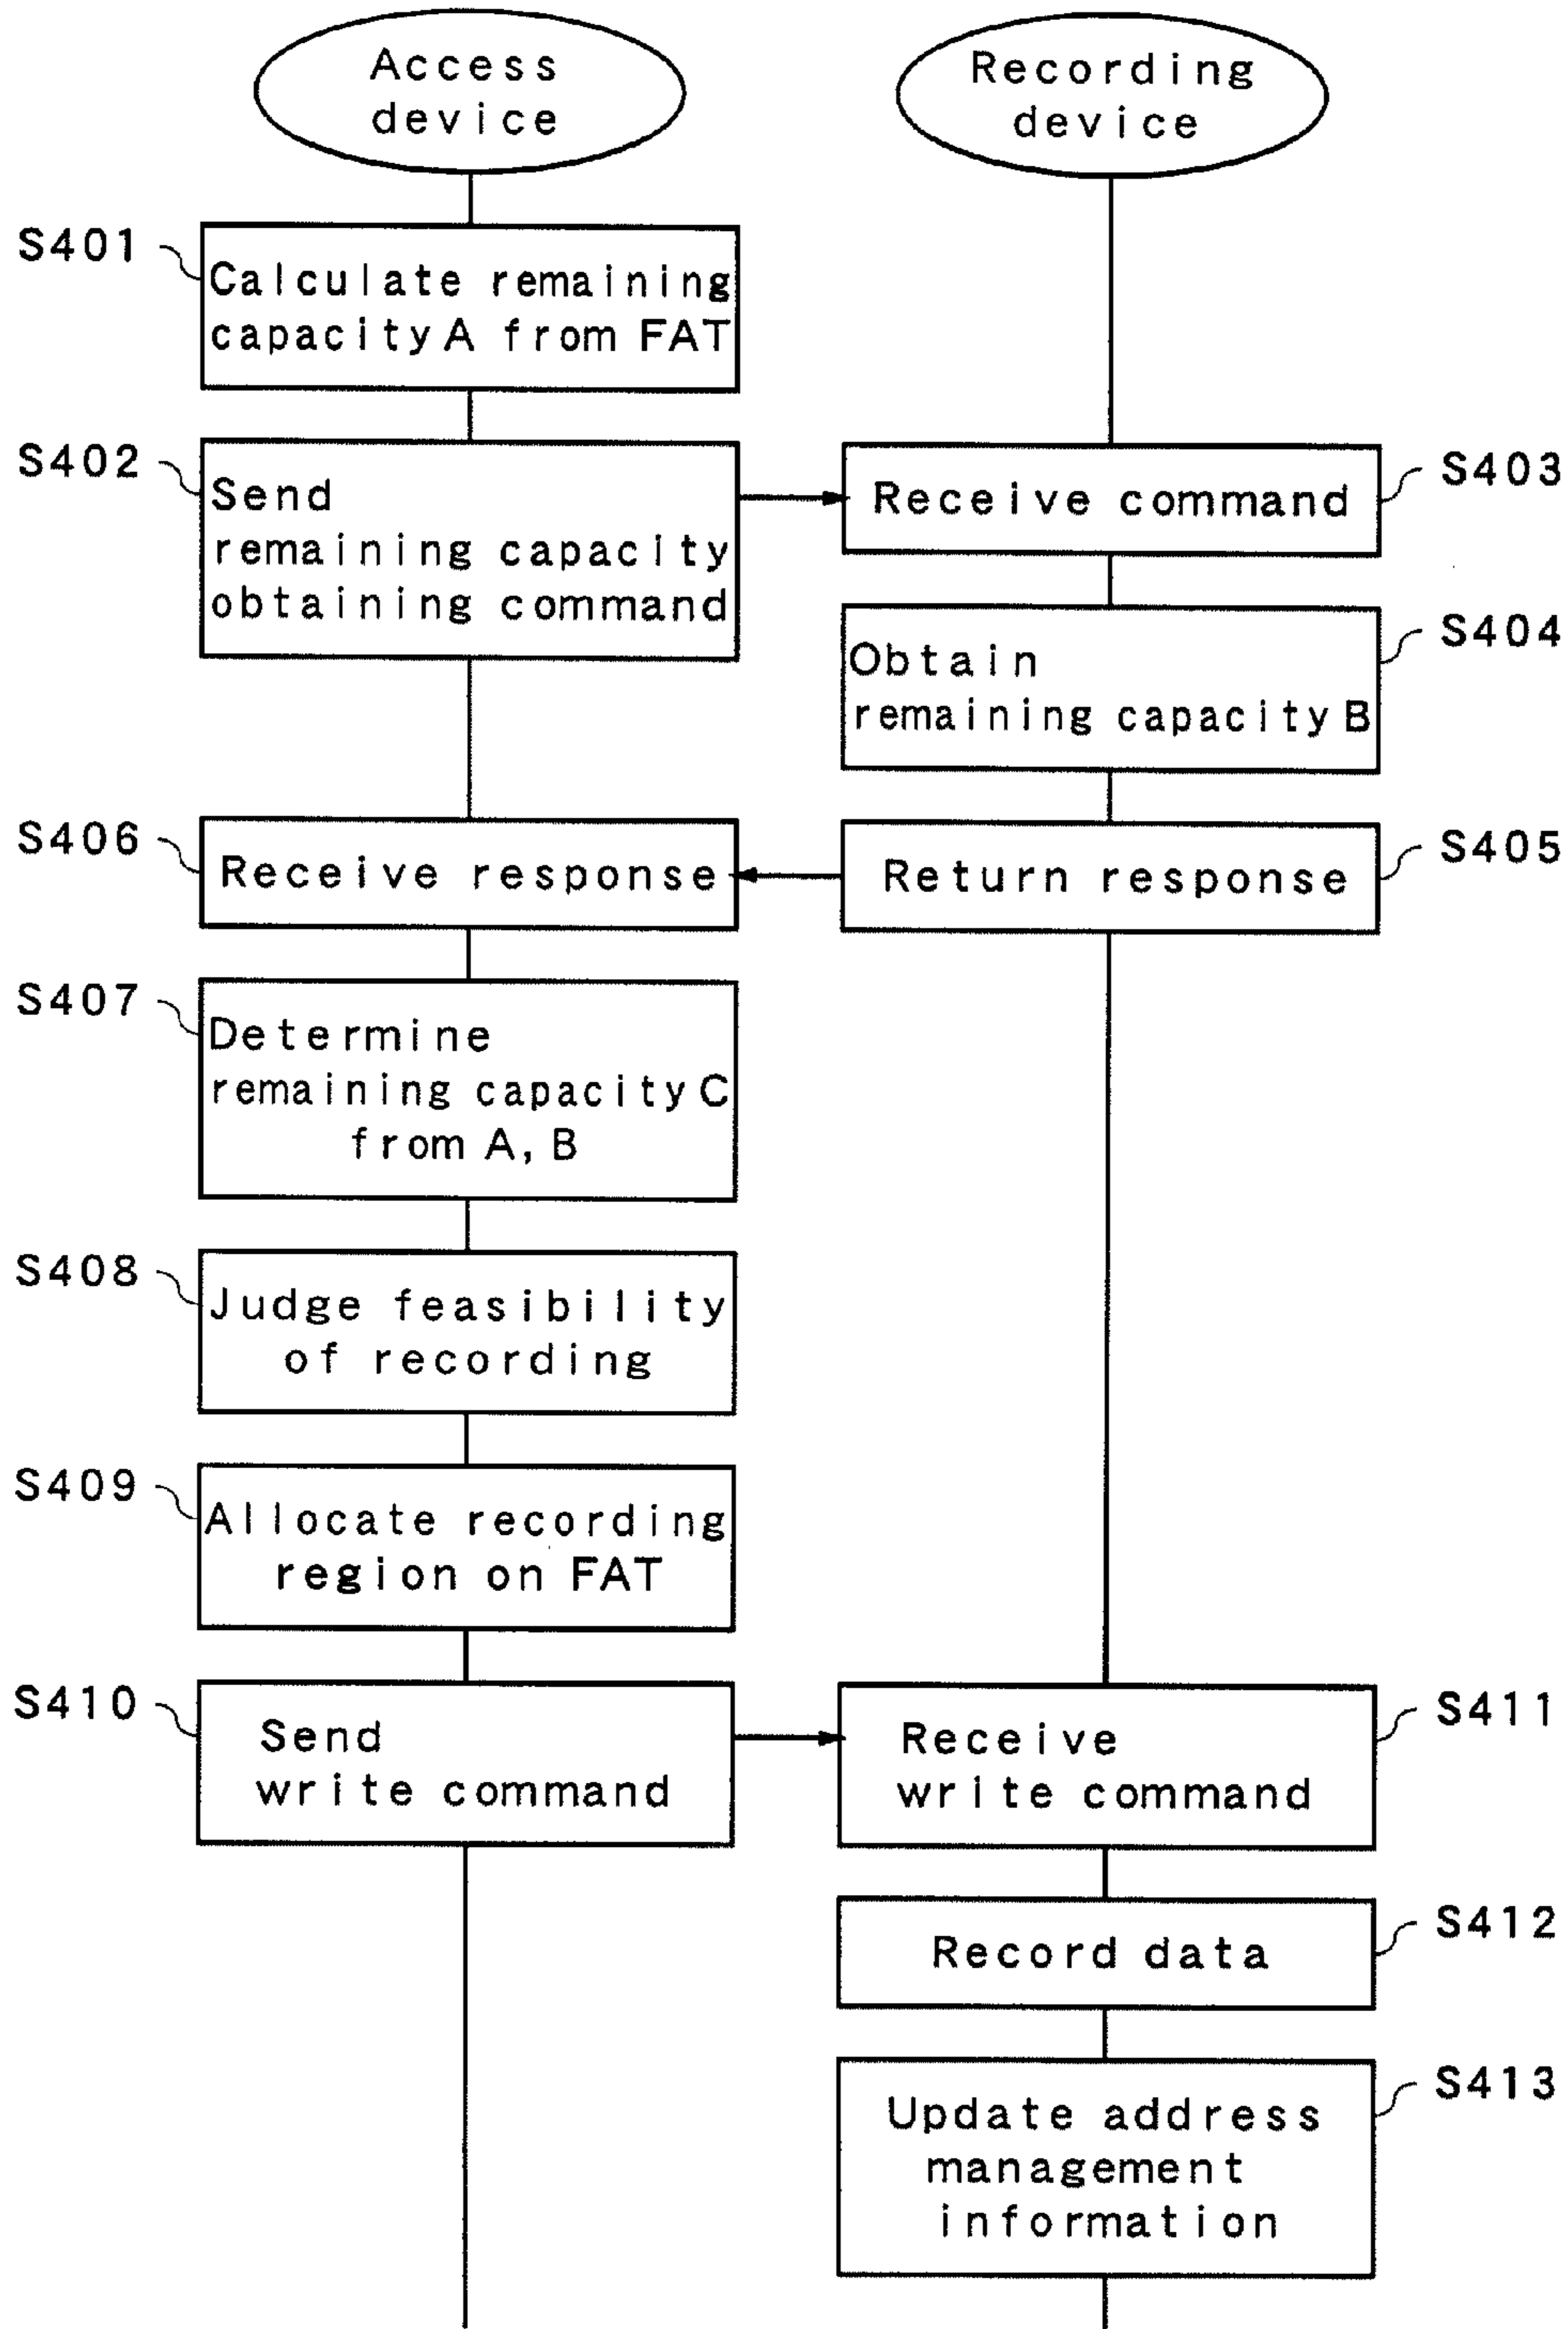 Access
device
Recording
device
S401
Calculate remaining
capacity A from FAT
S402
Send
remaining capacity
obtaining command
Receive command
S403
Obtain
remaining capacity B
S404
S406
Receive response
Return response
S405
S407
Determine
remaining capacity C
from A, B
S408
Judge feasibility
of recording
S409
Allocate recording
region on FAT
S410
Send
write command
Receive
write command
S411
Record data
S412
Update address
management
information
S413